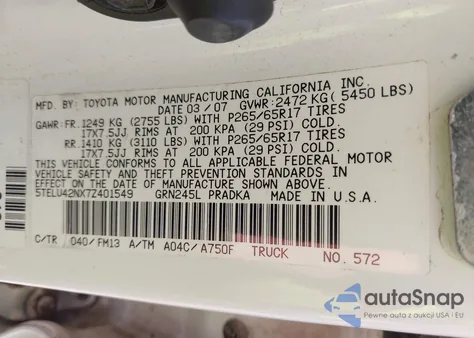 MFD. BY: TOYOTA MOTOR MANUFACTURING CALIFORNIA INC.
DATE 03 / 07 GVWR: 2472 KG ( 5450 LBS)
GAWR: FR. 1249 KG (2755 LBS) WITH P265/65R17 TIRES
17X7.5JJ RIMS AT 200 KPA (29 PSI) COLD.
RR. 1410 KG (3110 LBS) WITH P265/65R17 TIRES
17X7.5JJ RIMS AT 200 KPA (29 PSI) COLD.
THIS VEHICLE CONFORMS TO ALL APPLICABLE FEDERAL MOTOR
VEHICLE SAFETY AND THEFT PREVENTION STANDARDS IN
EFFECT ON THE DATE OF MANUFACTURE SHOWN ABOVE.
5TELU42NX7Z401549 GRN245L PRADKA MADE IN U.S.A.
C/TR 040/FM13 A/TM A04C/A750F TRUCK NO. 572
autoSnap
Pewne auta z aukcji USA i EU